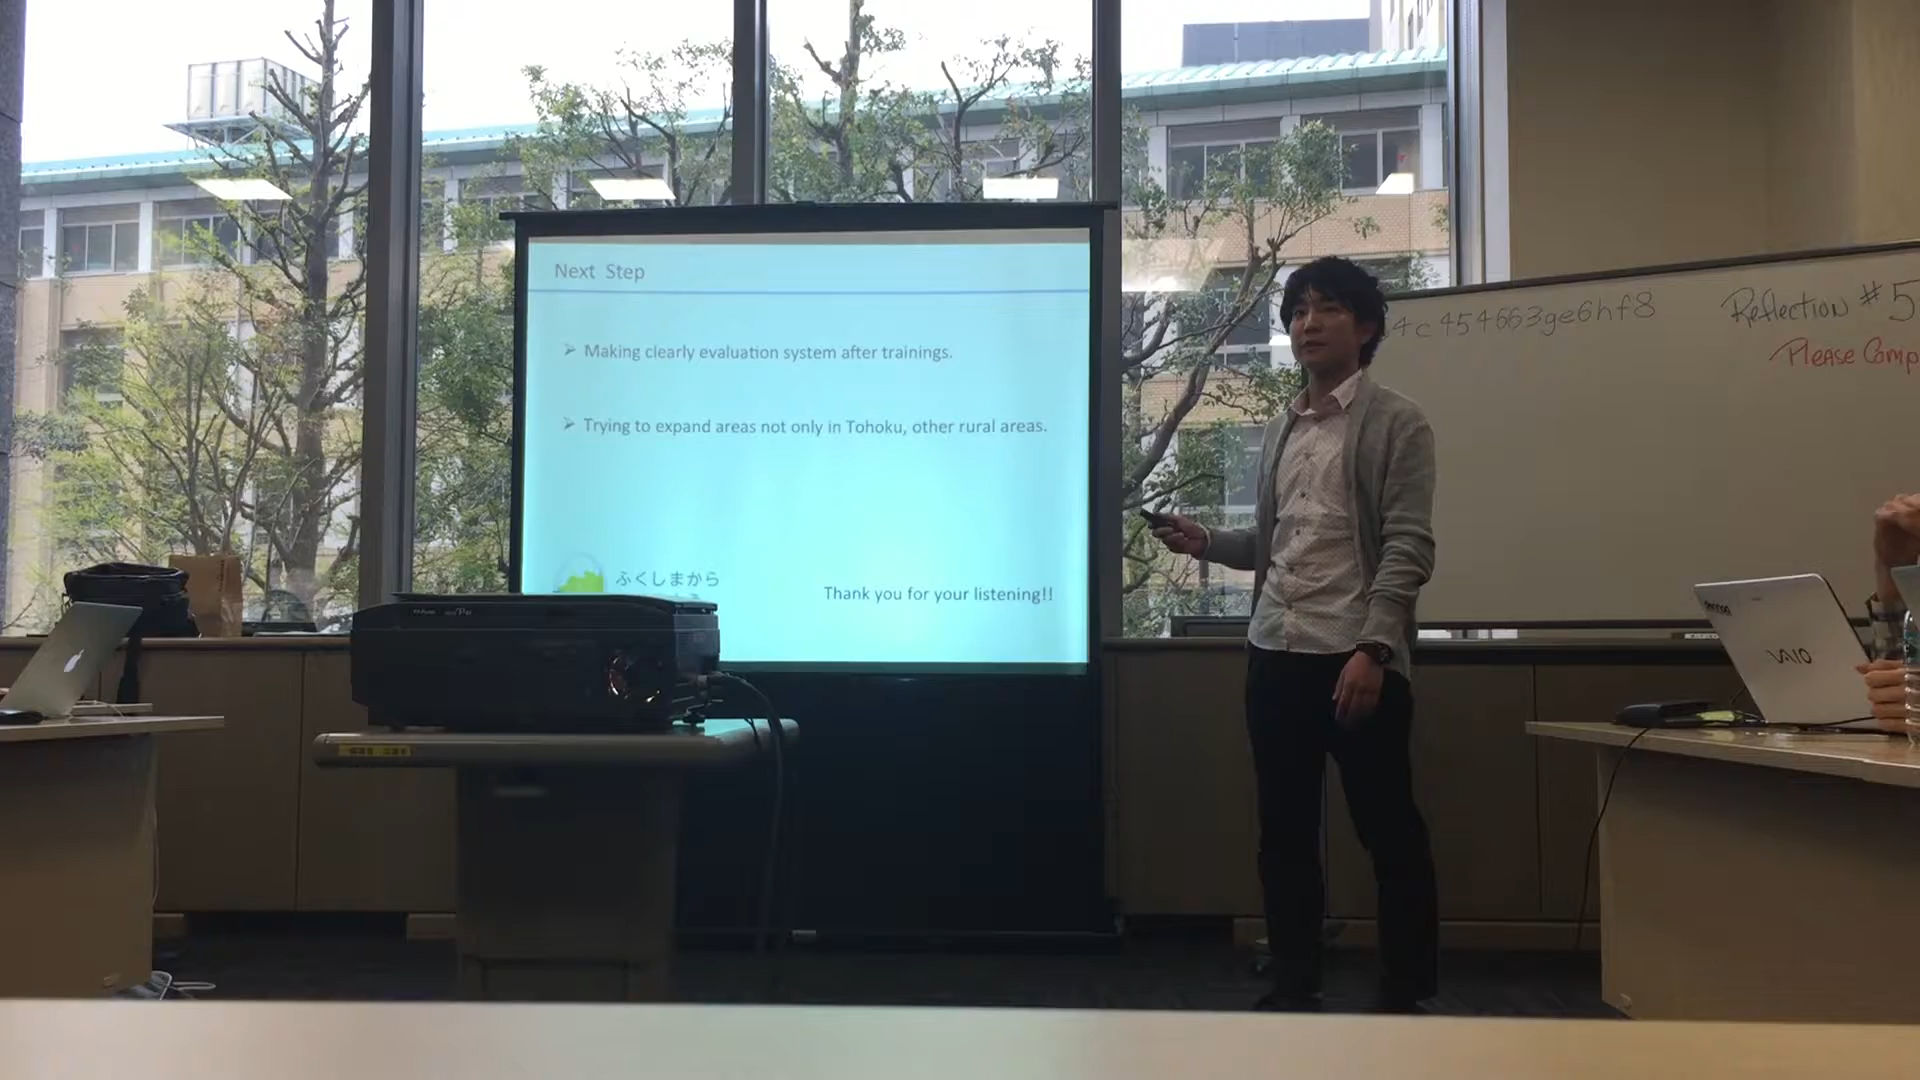 Next Step
➢ Making clearly evaluation system after trainings.
➢ Trying to expand areas not only in Tohoku, other rural areas.
ふくしまから
Thank you for your listening!!
4c454663ge6hf8
Reflection #5
Please Comp
VAIO